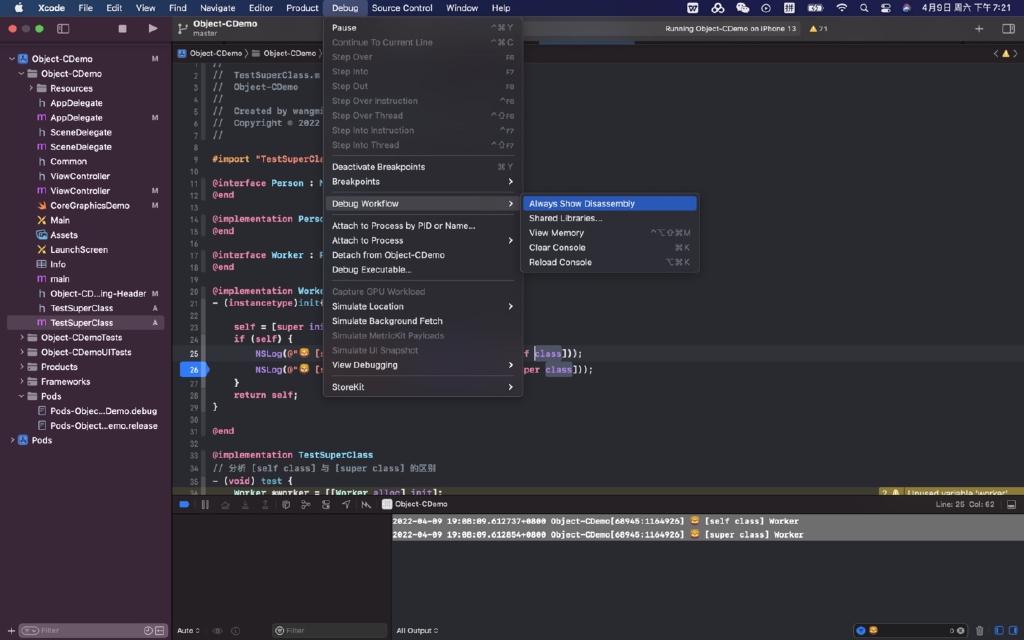 Xcode File Edit View Find Navigate Editor Product Debug Source Control Window Help 4月9日 周六 下午7:21
Object-CDemo
master
Running Object-CDemo on iPhone 13 71
Object-CDemo M
Object-CDemo
Resources
AppDelegate
AppDelegate M
SceneDelegate
SceneDelegate
Common
ViewController
ViewController M
CoreGraphicsDemo M
Main
Assets
LaunchScreen
Info
main
Object-CD...ing-Header M
TestSuperClass A
TestSuperClass A
Object-CDemoTests
Object-CDemoUITests
Products
Frameworks
Pods
Pods-Objec...Demo.debug
Pods-Object...emo.release
Pods
Filter
Object-CDemo Object-CDemo
1 //
2 // TestSuperClass.m
3 // Object-CDemo
4 //
5 // Created by wangmi
6 // Copyright © 2022
7 //
8
9 #import "TestSuperCla
10
11 @interface Person : N
12 @end
13
14 @implementation Perso
15 @end
16
17 @interface Worker : P
18 @end
19
20 @implementation Worke
21 - (instancetype)init{
22
23 self = [super ini
24 if (self) {
25 NSLog(@" [s f class]));
26 NSLog(@" [s per class]));
27 }
28 return self;
29 }
30
31 @end
32
33 @implementation TestSuperClass
34 // 分析 [self class] 与 [super class] 的区别
35 - (void) test {
36 Worker *worker = [[Worker alloc] init]; 2 Unused variable 'worker'
Pause ⌃⌘Y
Continue To Current Line ⌃⌘C
Step Over F6
Step Into F7
Step Out F8
Step Over Instruction ⌃F6
Step Over Thread ⌃⇧F6
Step Into Instruction ⌃F7
Step Into Thread ⌃⇧F7
Deactivate Breakpoints ⌘Y
Breakpoints
Debug Workflow
Attach to Process by PID or Name...
Attach to Process
Detach from Object-CDemo
Debug Executable...
Capture GPU Workload
Simulate Location
Simulate Background Fetch
Simulate MetricKit Payloads
Simulate UI Snapshot
View Debugging
StoreKit
Always Show Disassembly
Shared Libraries...
View Memory ⌃⌥⇧⌘M
Clear Console ⌘K
Reload Console ⌥⌘K
Object-CDemo Line: 25 Col: 62
2022-04-09 19:08:09.612737+0800 Object-CDemo[68945:1164926] 🍔 [self class] Worker
2022-04-09 19:08:09.612854+0800 Object-CDemo[68945:1164926] 🍔 [super class] Worker
Auto Filter All Output